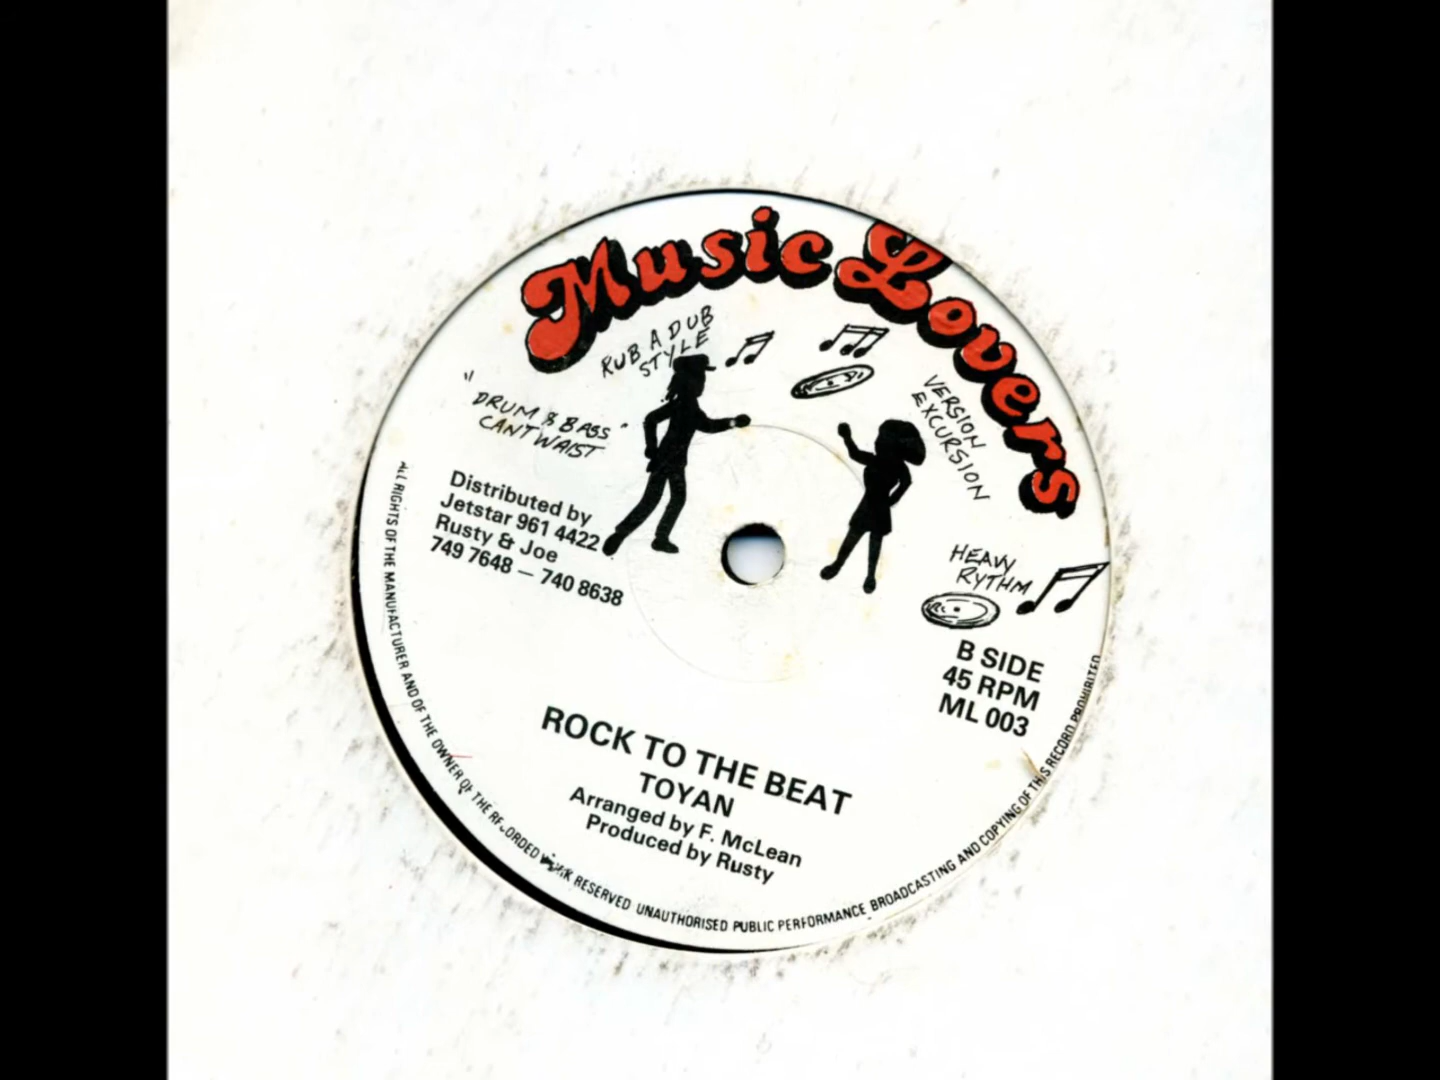 Music Lovers
RUB A DUB
STYLE
" DRUM & BASS "
CANT WAIST
VERSION
EXCURSION
Distributed by
Jetstar 961 4422
Rusty & Joe
749 7648 — 740 8638
HEAVY
RYTHM
B SIDE
45 RPM
ML 003
ROCK TO THE BEAT
TOYAN
Arranged by F. McLean
Produced by Rusty
ALL RIGHTS OF THE MANUFACTURER AND OF THE OWNER OF THE RECORDED WORK RESERVED UNAUTHORISED PUBLIC PERFORMANCE BROADCASTING AND COPYING OF THIS RECORD PROHIBITED